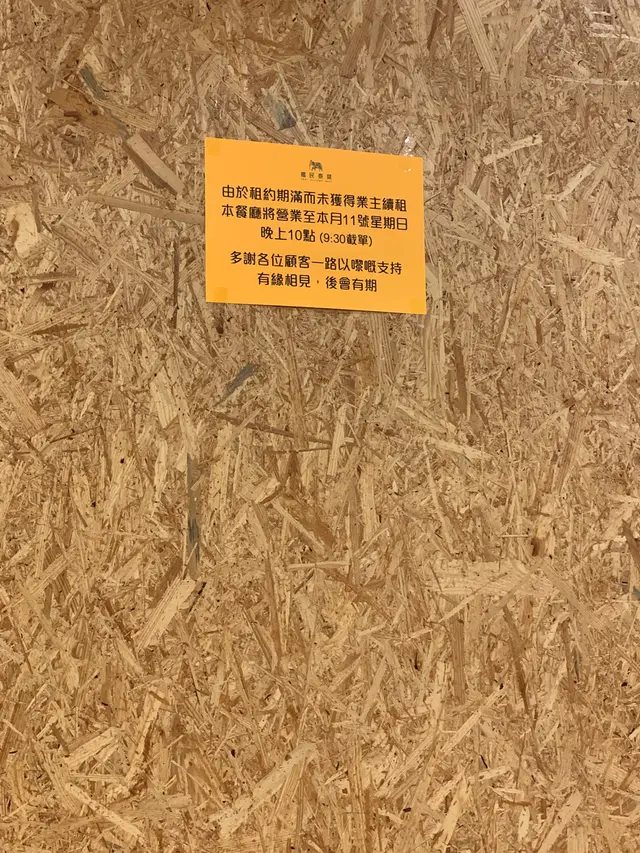 由於租約期滿而未獲得業主續租
本餐廳將營業至本月11號星期日
晚上10點 (9:30截單)
多謝各位顧客一路以嚟嘅支持
有緣相見，後會有期